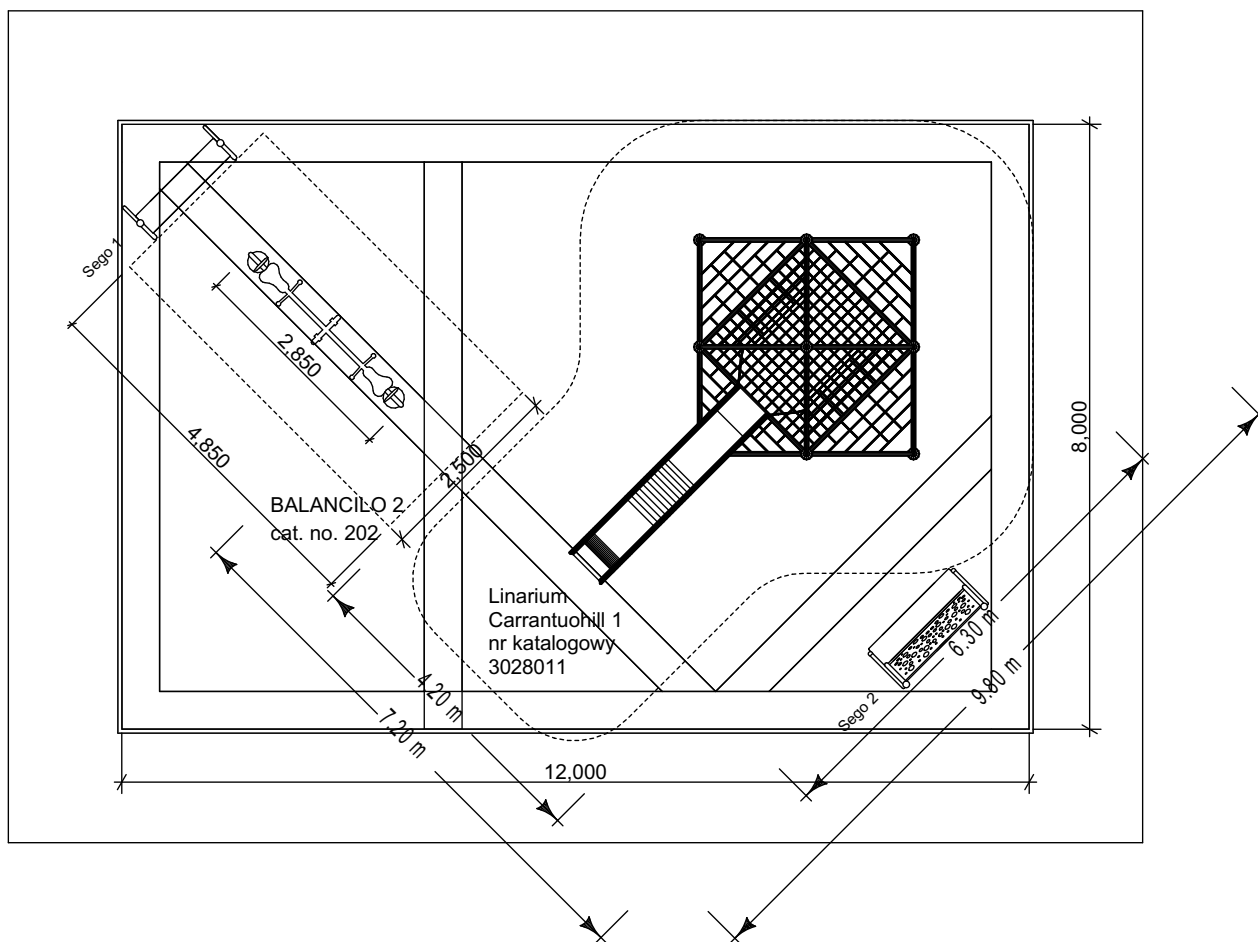 Sego 1
2,850
4,850
2,500
BALANCILO 2
cat. no. 202
8,000
Linarium
Carrantuohill 1
nr katalogowy
3028011
6.30 m
9.80 m
Sego 2
4.20 m
7.20 m
12,000